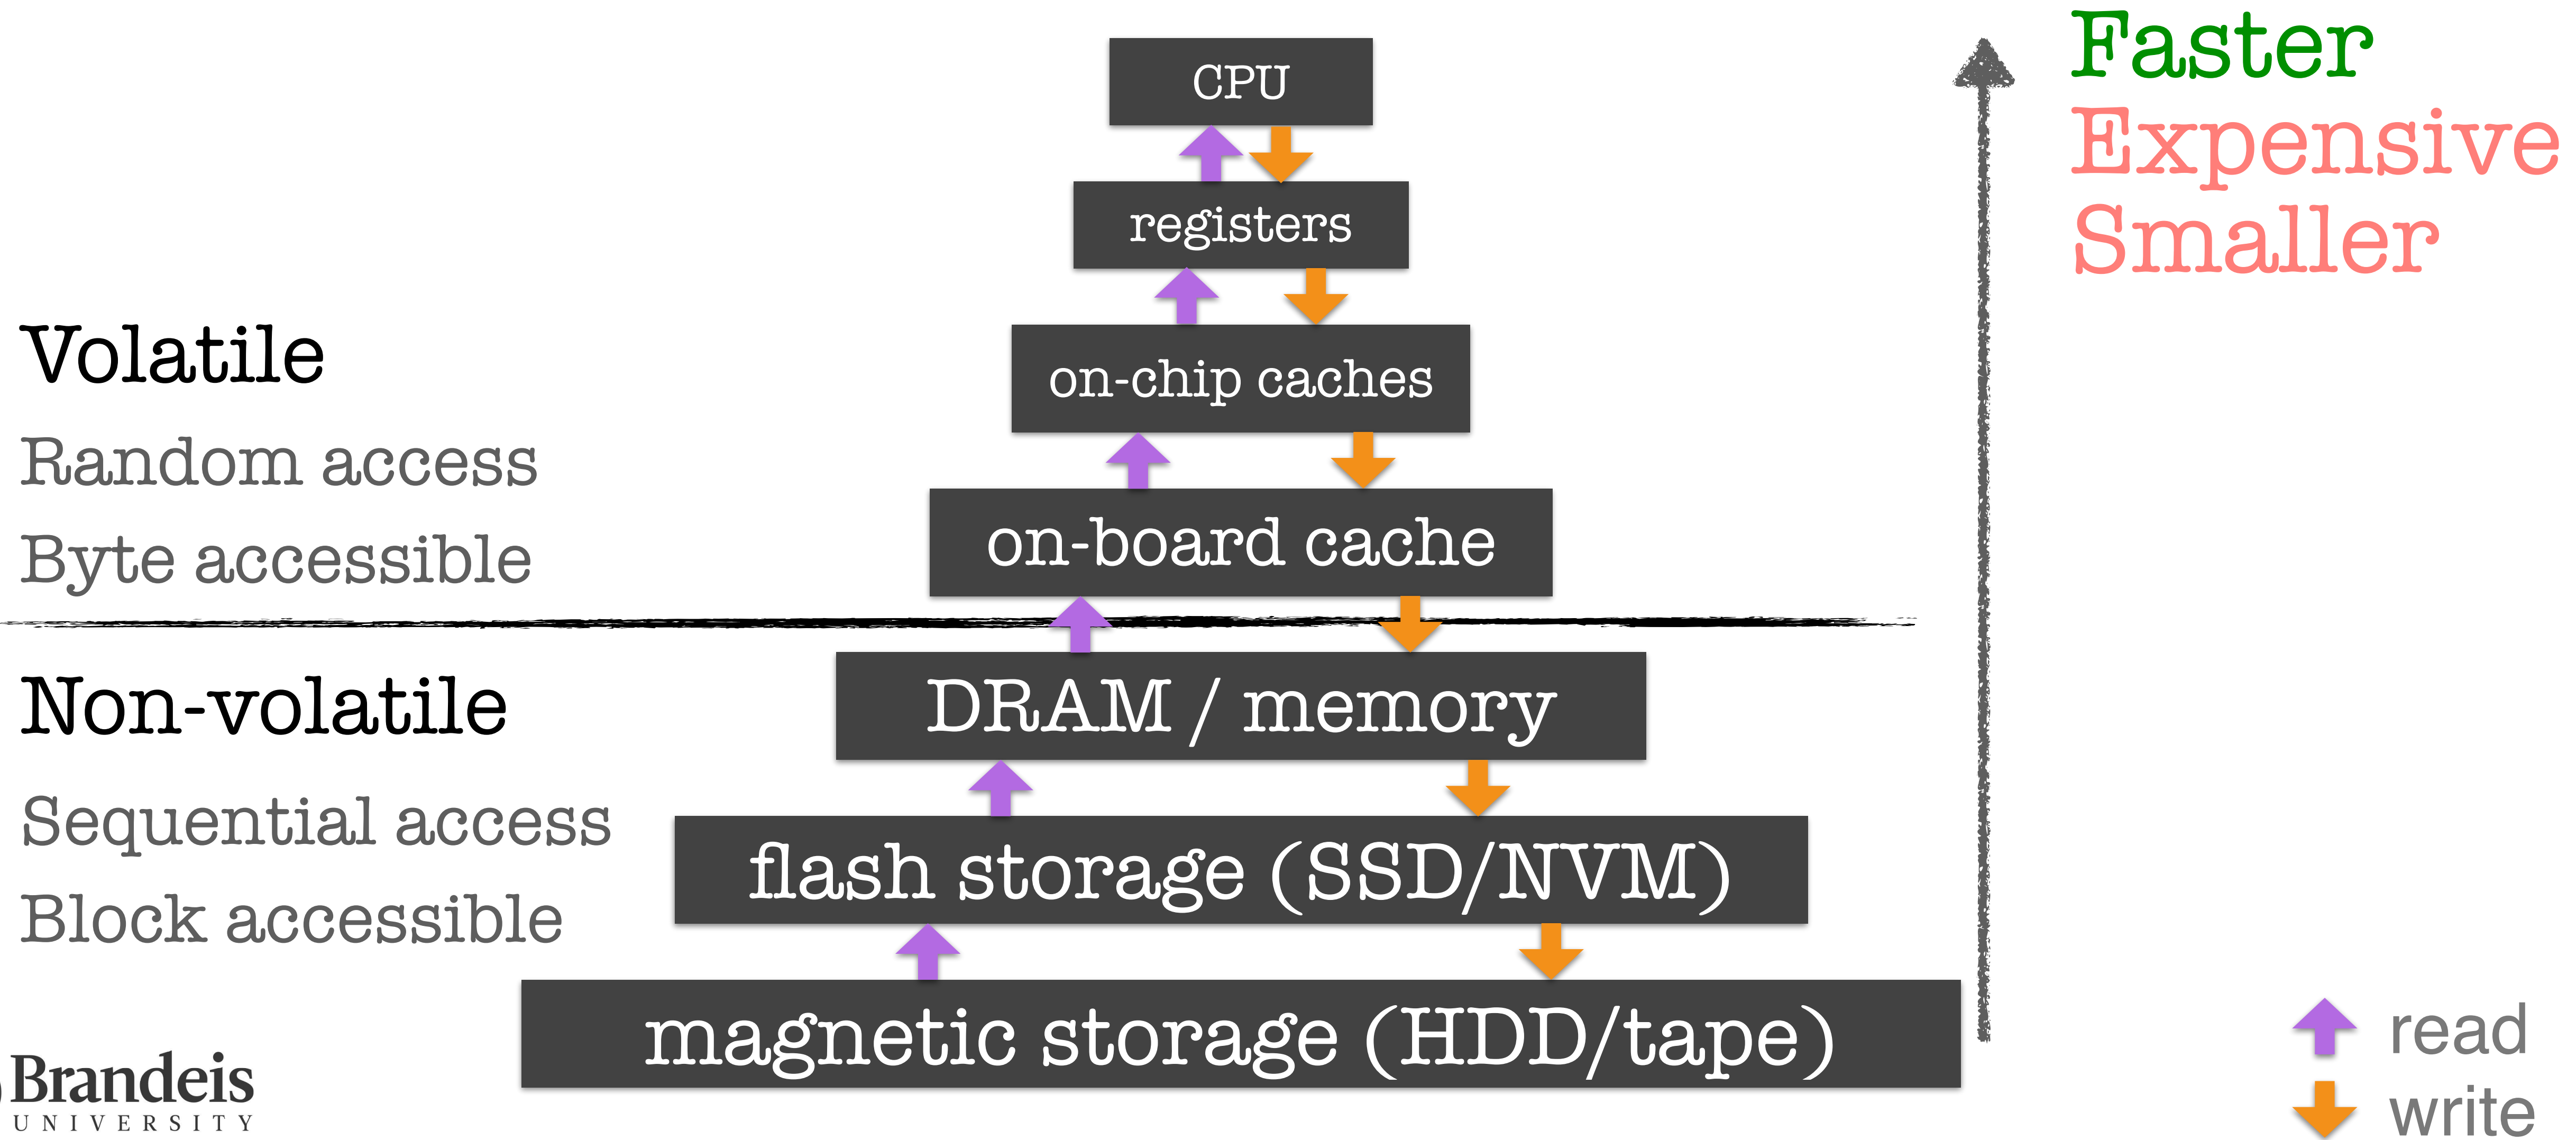 Faster
Expensive
Smaller
CPU
registers
on-chip caches
on-board cache
DRAM / memory
flash storage (SSD/NVM)
magnetic storage (HDD/tape)
Volatile
Random access
Byte accessible
Non-volatile
Sequential access
Block accessible
Brandeis
UNIVERSITY
read
write